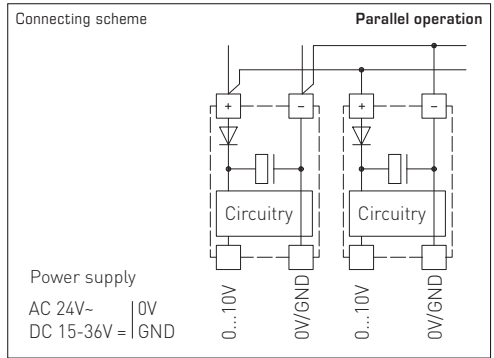 Connecting scheme
Parallel operation
+ − + −
Circuitry
Circuitry
Power supply
AC 24V~ 0V
DC 15-36V = GND
0...10V
0V/GND
0...10V
0V/GND